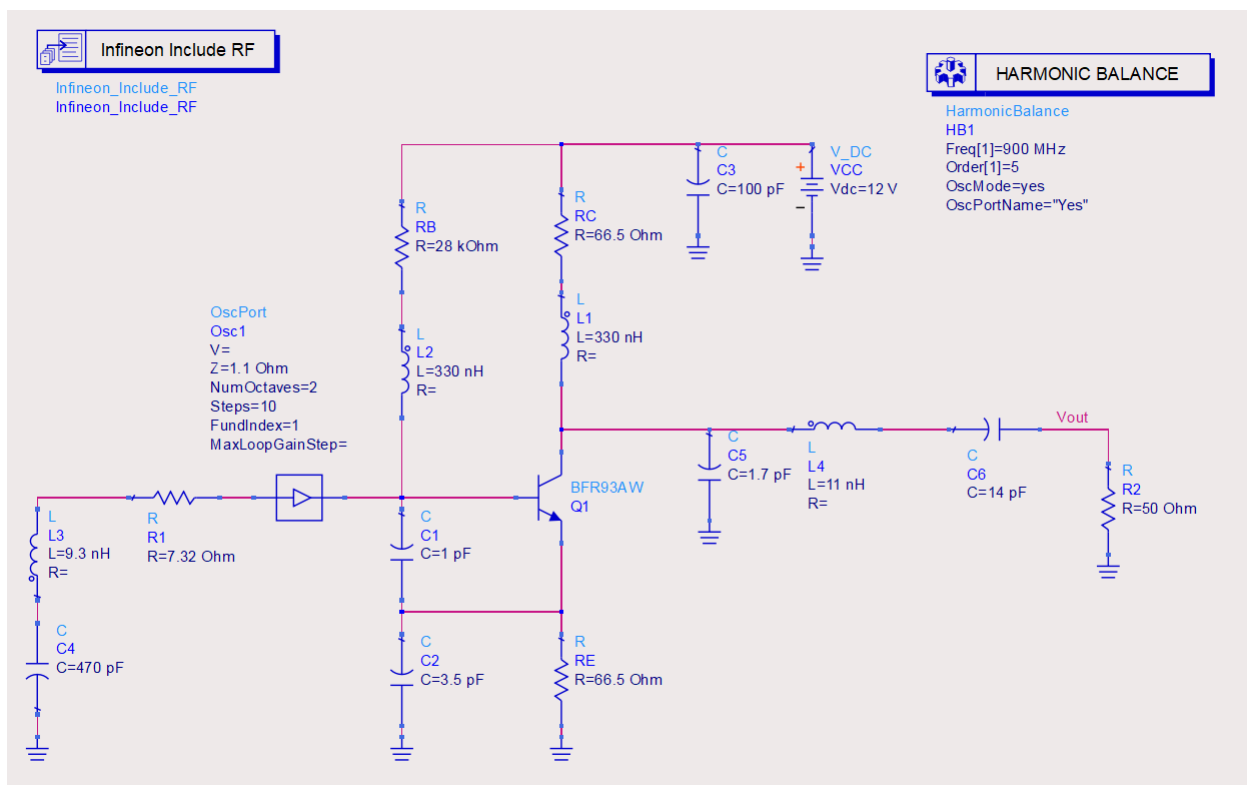 Infineon Include RF
Infineon_Include_RF
Infineon_Include_RF
HARMONIC BALANCE
HarmonicBalance
HB1
Freq[1]=900 MHz
Order[1]=5
OscMode=yes
OscPortName="Yes"
C
C3
C=100 pF
V_DC
VCC
Vdc=12 V
+
R
RB
R=28 kOhm
R
RC
R=66.5 Ohm
OscPort
Osc1
V=
Z=1.1 Ohm
NumOctaves=2
Steps=10
FundIndex=1
MaxLoopGainStep=
L
L2
L=330 nH
R=
L
L1
L=330 nH
R=
C
C5
C=1.7 pF
L
L4
L=11 nH
R=
C
C6
C=14 pF
Vout
R
R2
R=50 Ohm
BFR93AW
Q1
L
L3
L=9.3 nH
R=
R
R1
R=7.32 Ohm
C
C1
C=1 pF
C
C4
C=470 pF
C
C2
C=3.5 pF
R
RE
R=66.5 Ohm